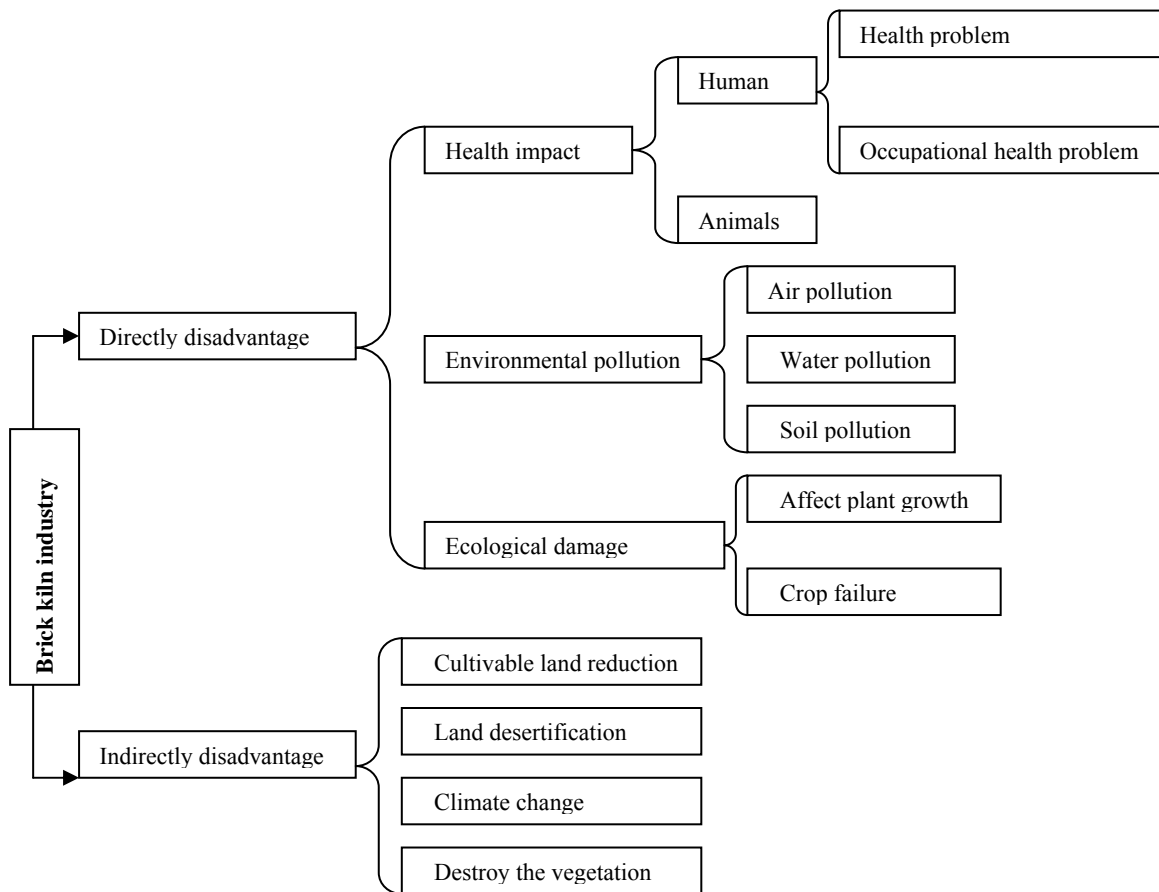 Health problem
Human
Health impact
Occupational health problem
Animals
Air pollution
Directly disadvantage
Environmental pollution
Water pollution
Soil pollution
Brick kiln industry
Affect plant growth
Ecological damage
Crop failure
Cultivable land reduction
Land desertification
Indirectly disadvantage
Climate change
Destroy the vegetation